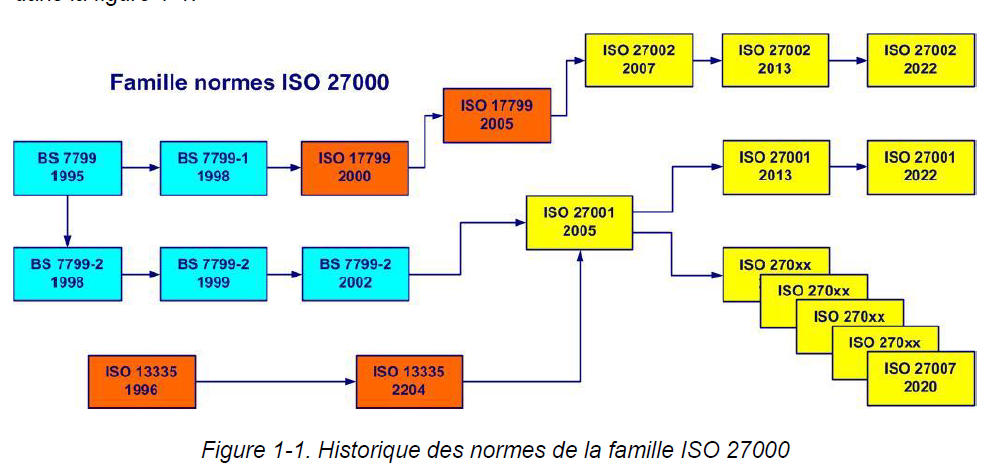 Famille normes ISO 27000
ISO 27002
2007
ISO 27002
2013
ISO 27002
2022
ISO 17799
2005
BS 7799
1995
BS 7799-1
1998
ISO 17799
2000
ISO 27001
2013
ISO 27001
2022
ISO 27001
2005
BS 7799-2
1998
BS 7799-2
1999
BS 7799-2
2002
ISO 270xx
ISO 270xx
ISO 270xx
ISO 270xx
ISO 27007
2020
ISO 13335
1996
ISO 13335
2204
Figure 1-1. Historique des normes de la famille ISO 27000